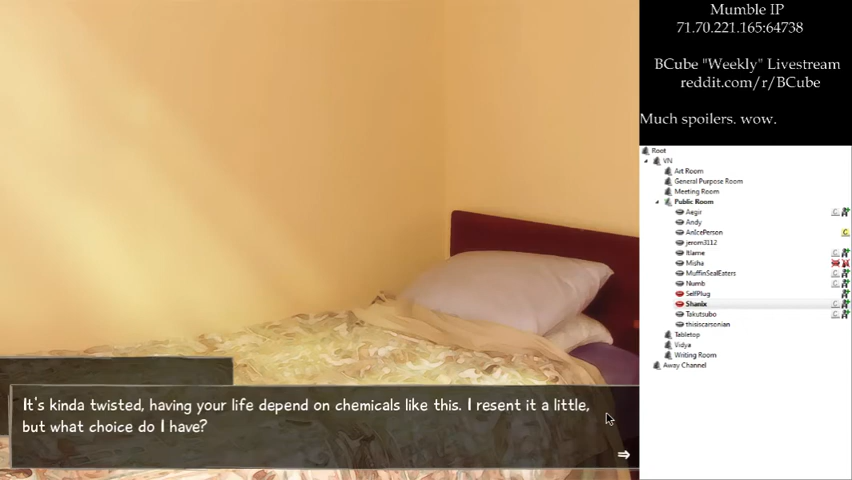 Mumble IP
71.70.221.165:64738
BCube "Weekly" Livestream
reddit.com/r/BCube
Much spoilers. wow.
Root
VN
Art Room
General Purpose Room
Meeting Room
Public Room
Aegir
Andy
AnIcePerson
jerom3112
Misha
MuffinSealEaters
Numb
SelfPlug
Shanix
Takutsubo
thisiscarsonian
Tabletop
Vidya
Writing Room
Away Channel
It's kinda twisted, having your life depend on chemicals like this. I resent it a little,
but what choice do I have?